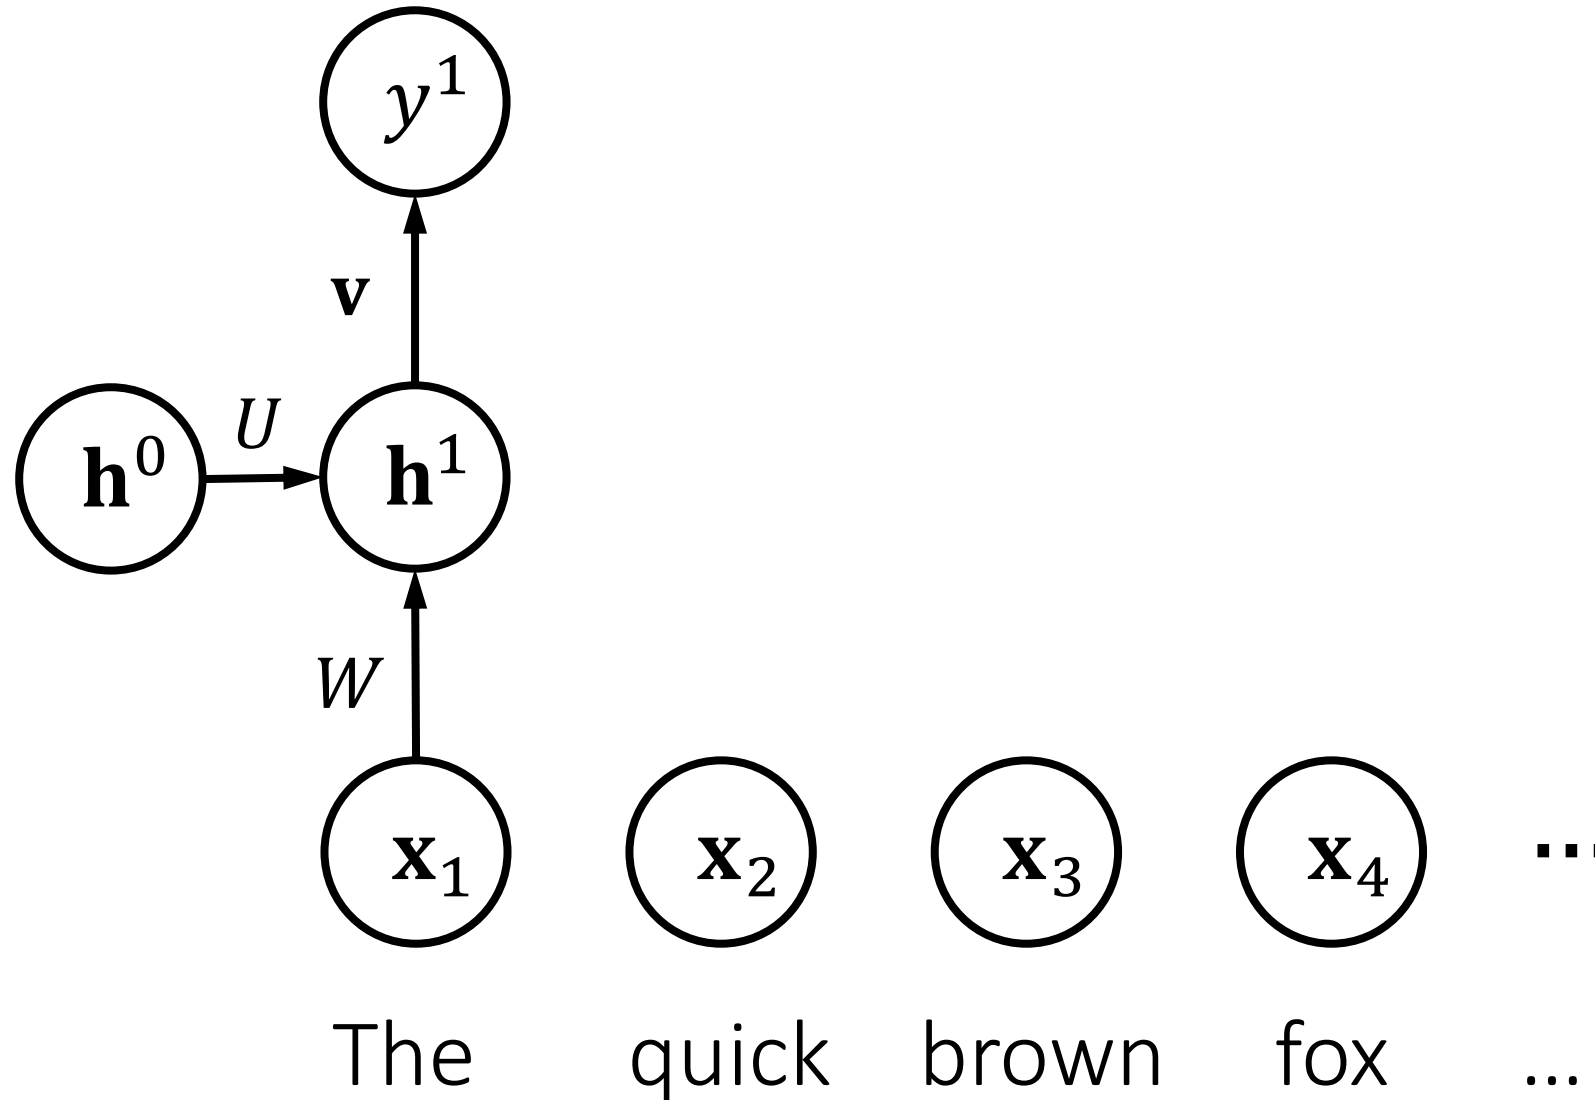 y¹
v
U
h⁰ h¹
W
x₁ x₂ x₃ x₄ ...
The quick brown fox ...